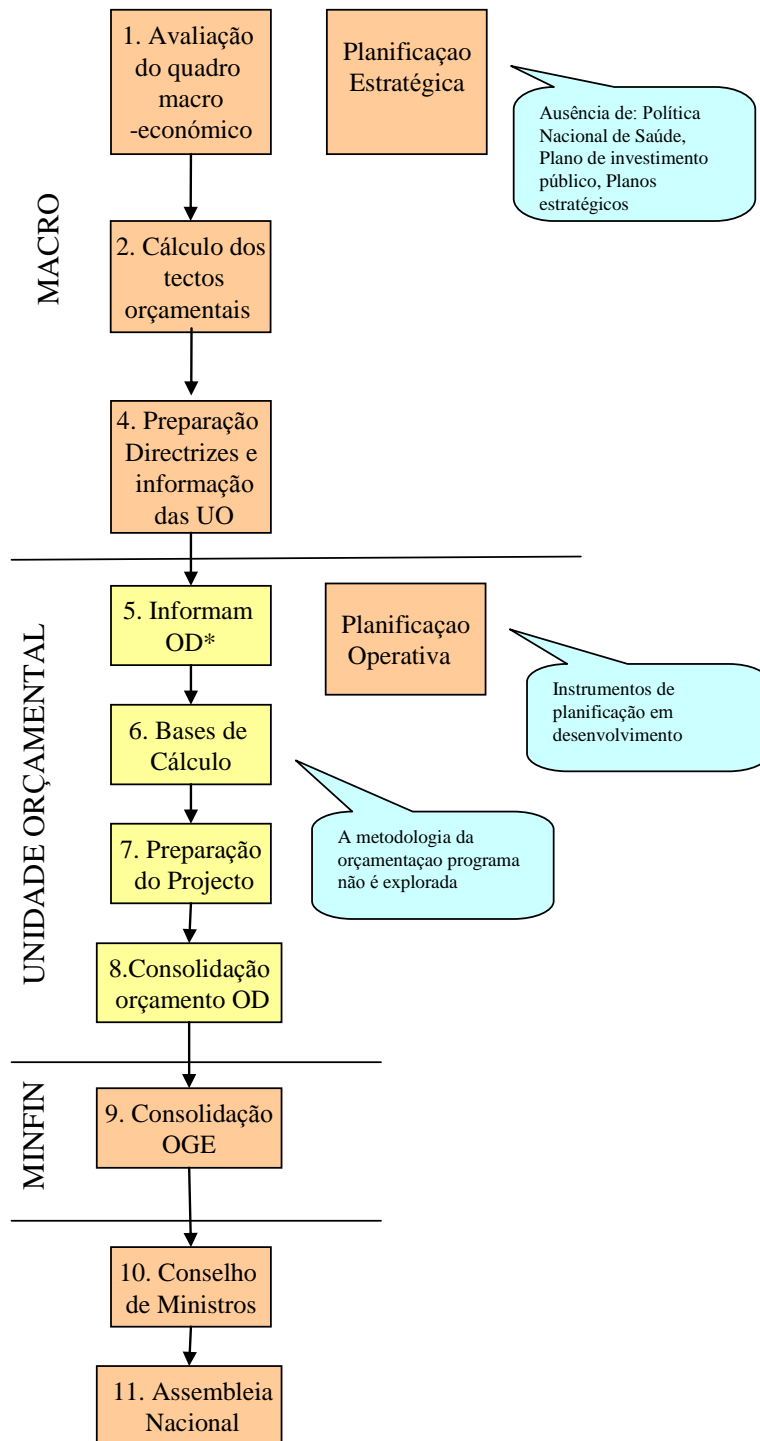 1. Avaliação
do quadro
macro
-económico
Planificaçao
Estratégica
Ausência de: Política
Nacional de Saúde,
Plano de investimento
público, Planos
estratégicos
MACRO
2. Cálculo dos
tectos
orçamentais
4. Preparação
Directrizes e
informação
das UO
UNIDADE ORÇAMENTAL
5. Informam
OD*
Planificaçao
Operativa
Instrumentos de
planificação em
desenvolvimento
6. Bases de
Cálculo
A metodologia da
orçamentaçao programa
não é explorada
7. Preparação
do Projecto
8.Consolidação
orçamento OD
MINFIN
9. Consolidação
OGE
10. Conselho
de Ministros
11. Assembleia
Nacional